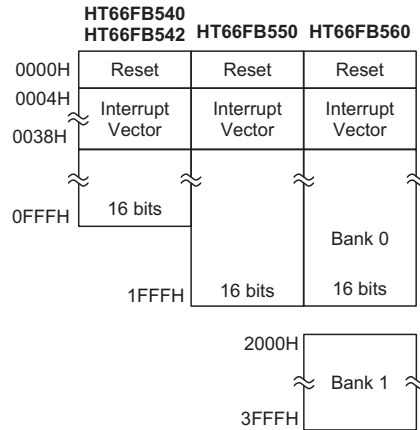 HT66FB540
HT66FB542 HT66FB550 HT66FB560
0000H Reset Reset Reset
0004H
Interrupt Interrupt Interrupt
Vector Vector Vector
0038H
0FFFH 16 bits
Bank 0
1FFFH 16 bits 16 bits
2000H
Bank 1
3FFFH